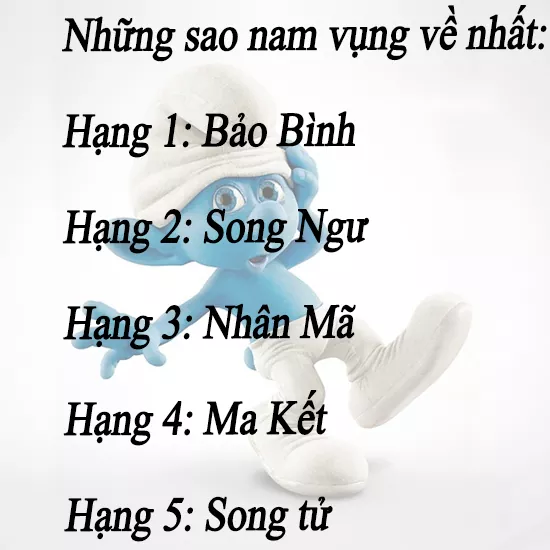 Những sao nam vụng về nhất:
Hạng 1: Bảo Bình
Hạng 2: Song Ngư
Hạng 3: Nhân Mã
Hạng 4: Ma Kết
Hạng 5: Song tử